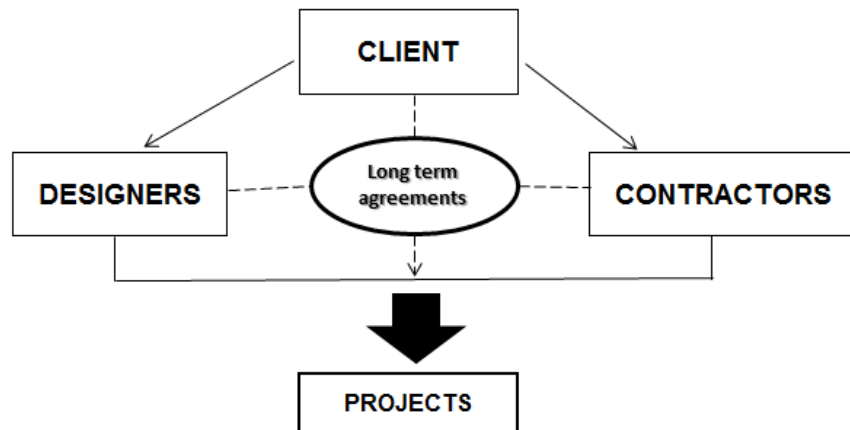 CLIENT
Long term
agreements
DESIGNERS
CONTRACTORS
PROJECTS